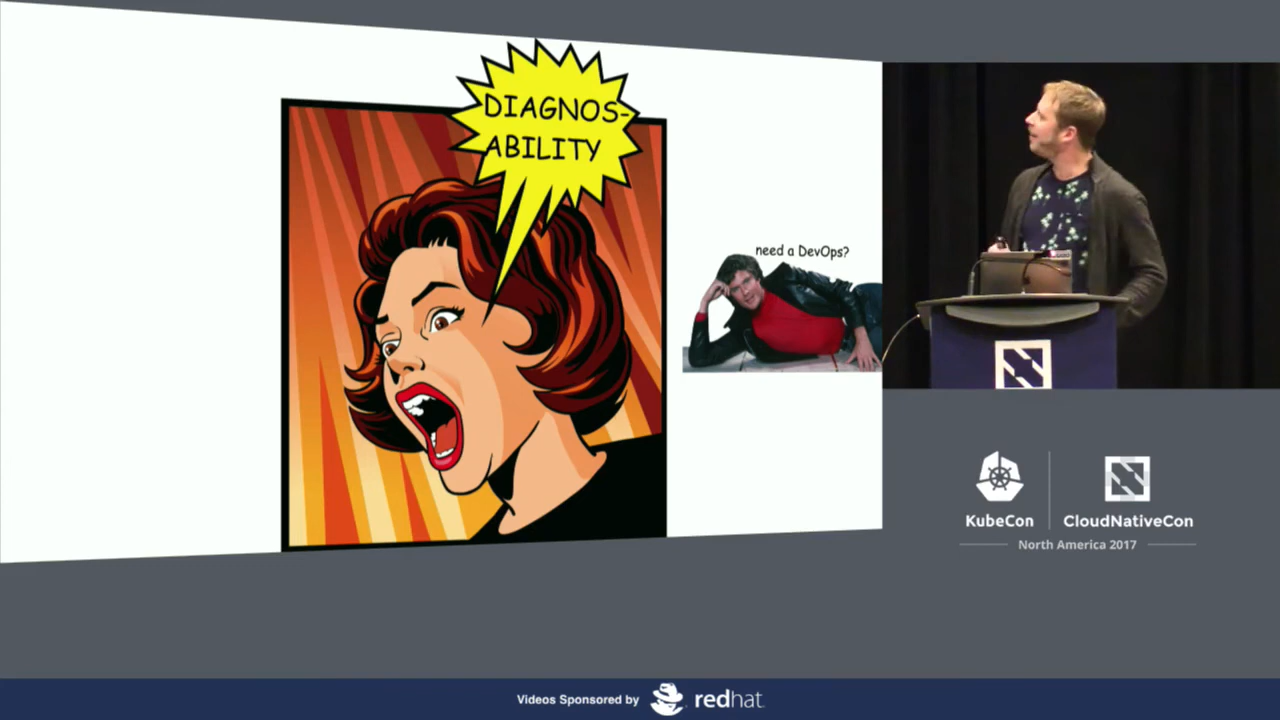 DIAGNOS-
ABILITY
need a DevOps?
KubeCon
CloudNativeCon
North America 2017
Videos Sponsored by
redhat.